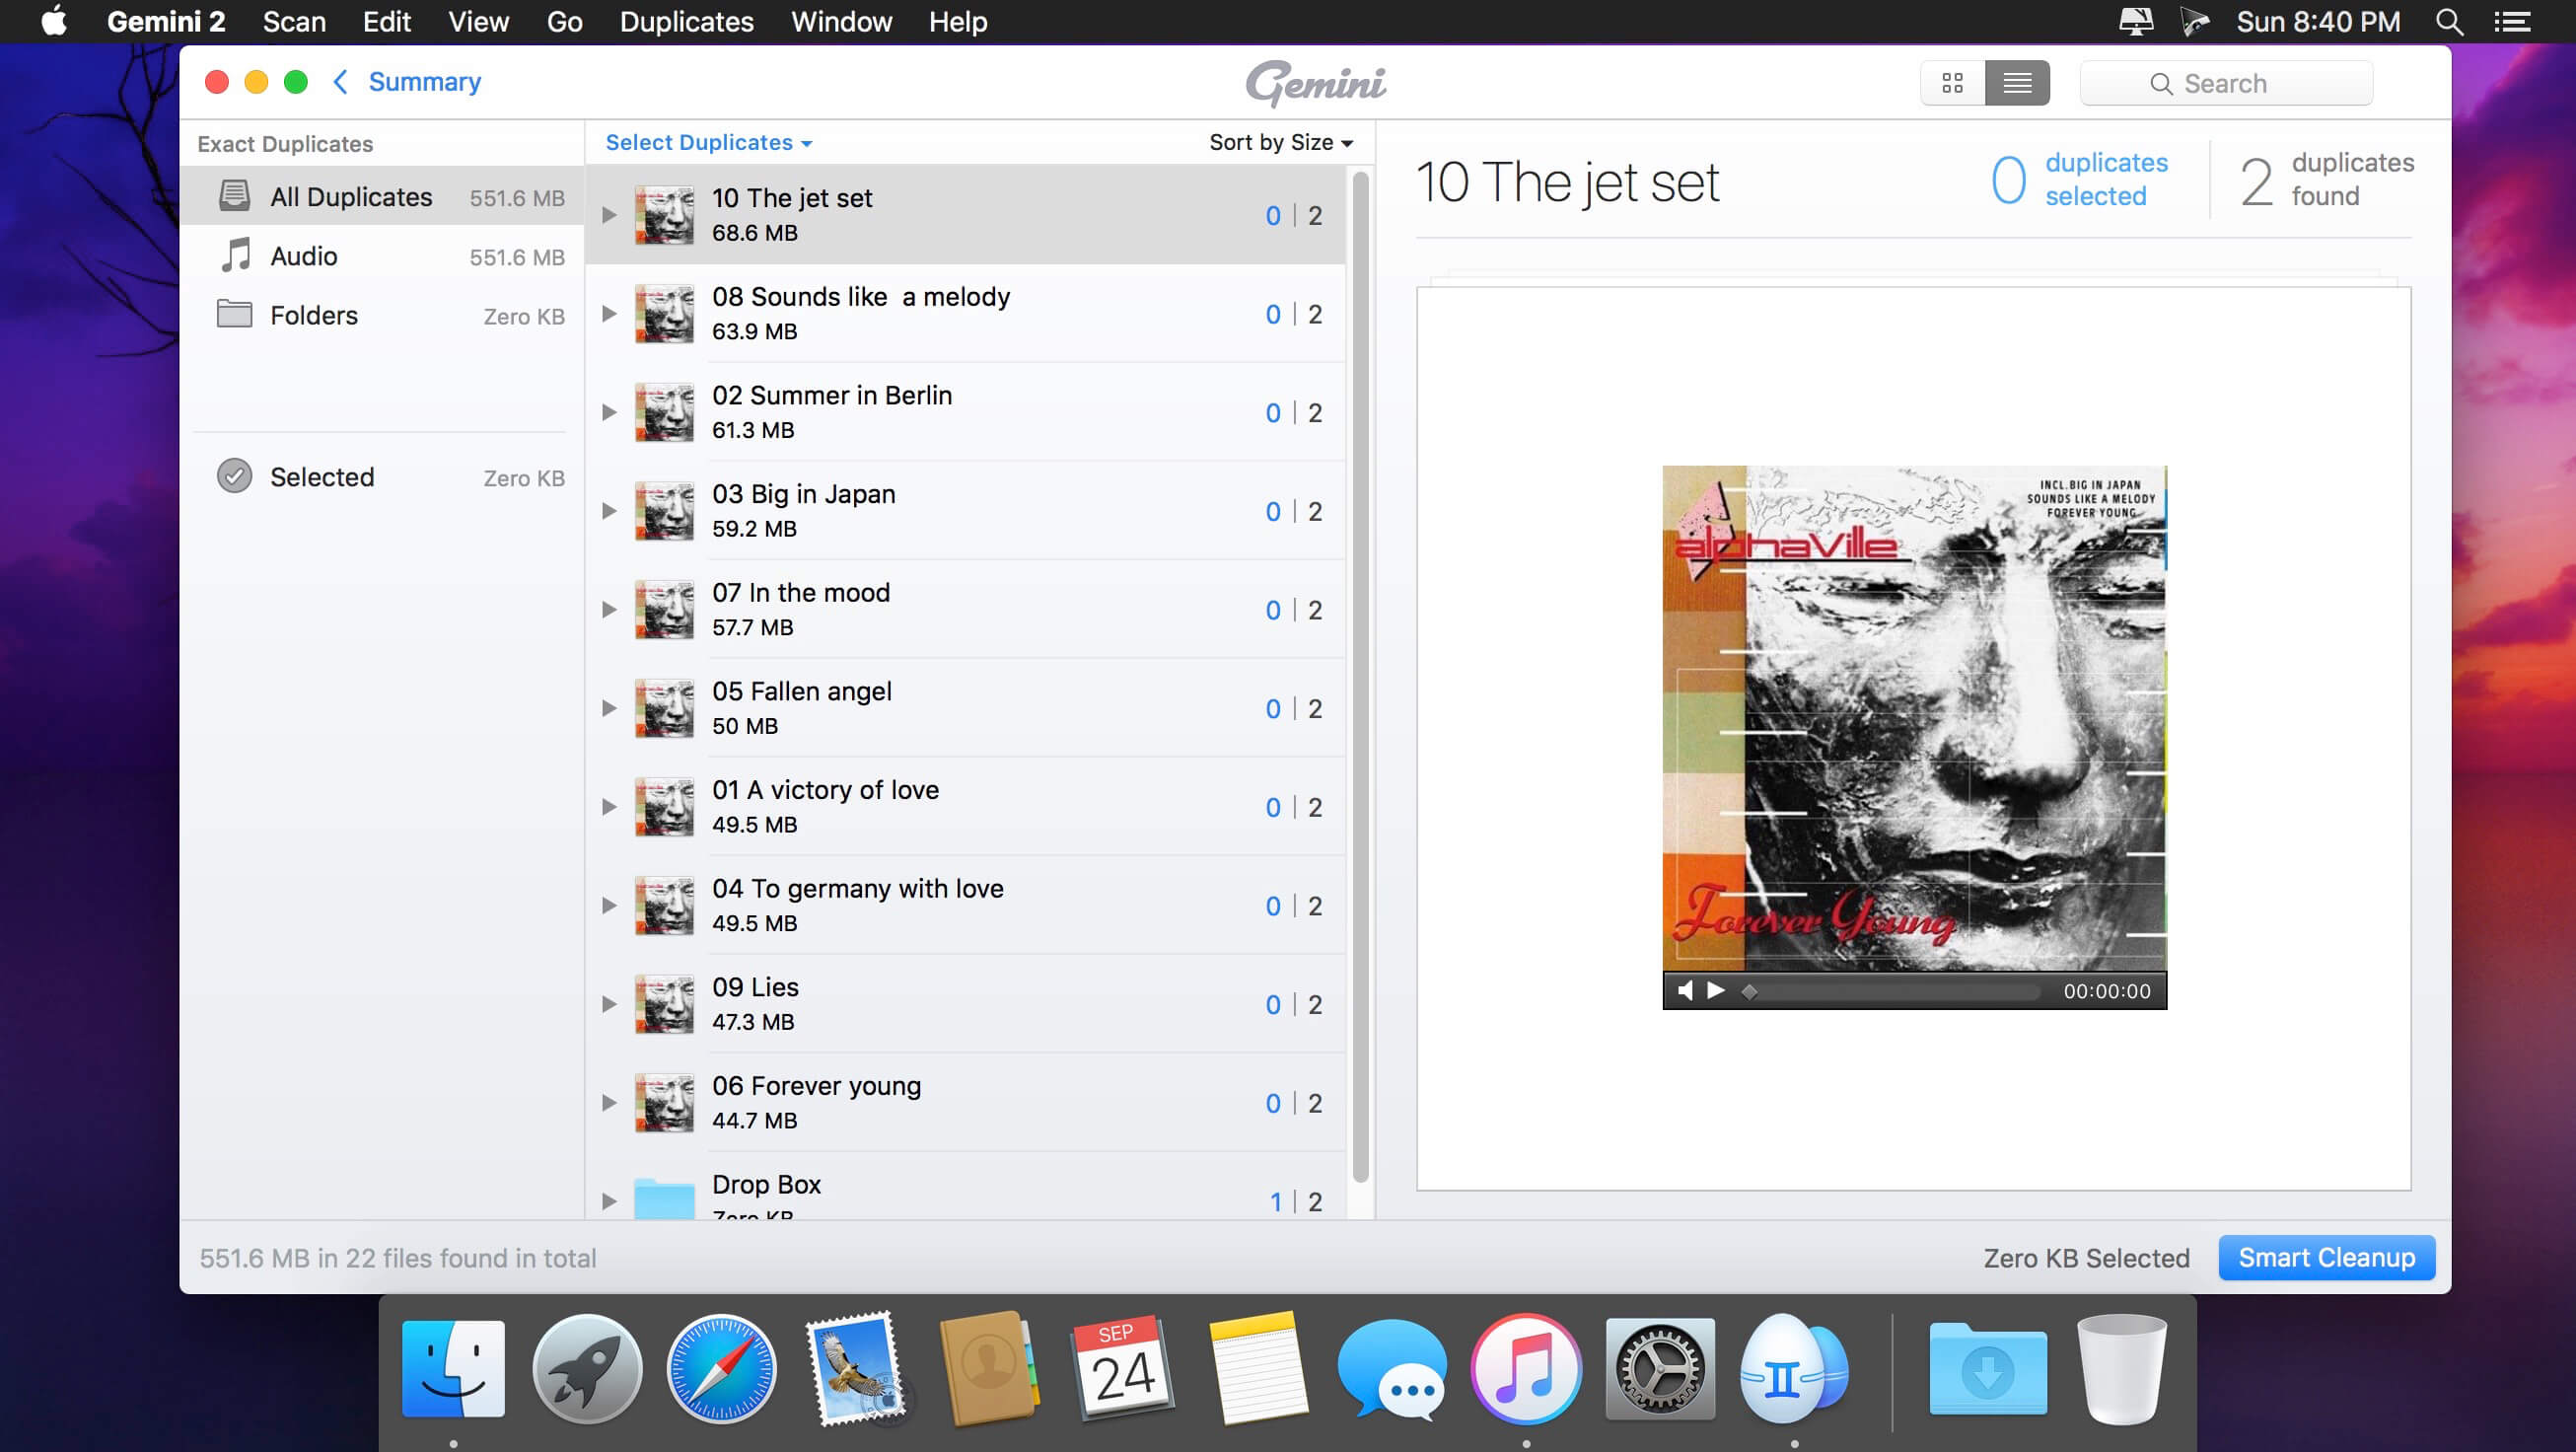 Gemini 2 Scan Edit View Go Duplicates Window Help Sun 8:40 PM
Summary
Gemini
Search
Exact Duplicates
All Duplicates 551.6 MB
Audio 551.6 MB
Folders Zero KB
Selected Zero KB
Select Duplicates Sort by Size
10 The jet set
68.6 MB
0 | 2
08 Sounds like  a melody
63.9 MB
0 | 2
02 Summer in Berlin
61.3 MB
0 | 2
03 Big in Japan
59.2 MB
0 | 2
07 In the mood
57.7 MB
0 | 2
05 Fallen angel
50 MB
0 | 2
01 A victory of love
49.5 MB
0 | 2
04 To germany with love
49.5 MB
0 | 2
09 Lies
47.3 MB
0 | 2
06 Forever young
44.7 MB
0 | 2
Drop Box
Zero KB
1 | 2
10 The jet set
0 duplicates
selected
2 duplicates
found
INCL.BIG IN JAPAN
SOUNDS LIKE A MELODY
FOREVER YOUNG
alphaVille
Forever Young
00:00:00
551.6 MB in 22 files found in total
Zero KB Selected
Smart Cleanup
SEP
24